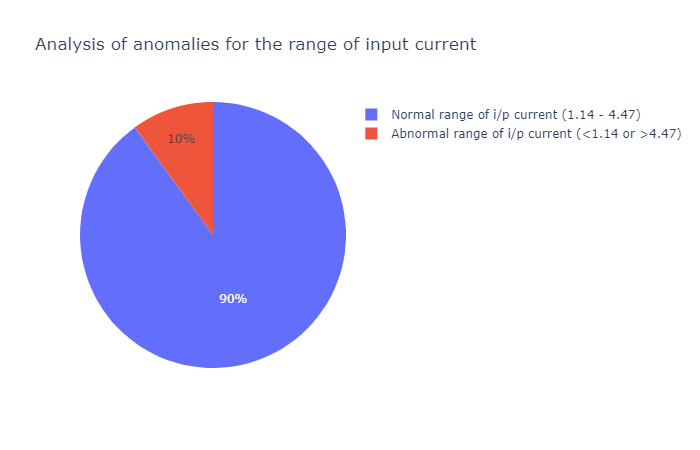 Analysis of anomalies for the range of input current
Normal range of i/p current (1.14 - 4.47)
Abnormal range of i/p current (<1.14 or >4.47)
10%
90%